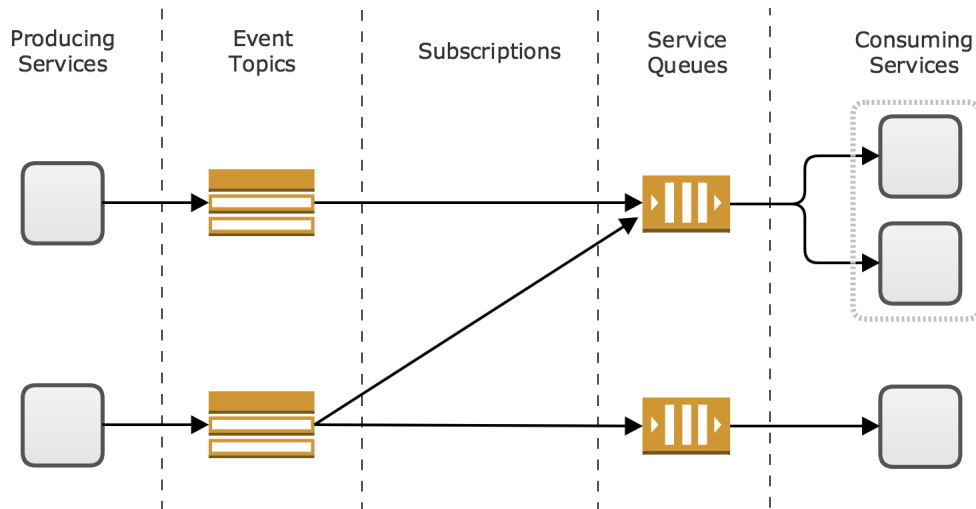 Producing
Services
Event
Topics
Subscriptions
Service
Queues
Consuming
Services